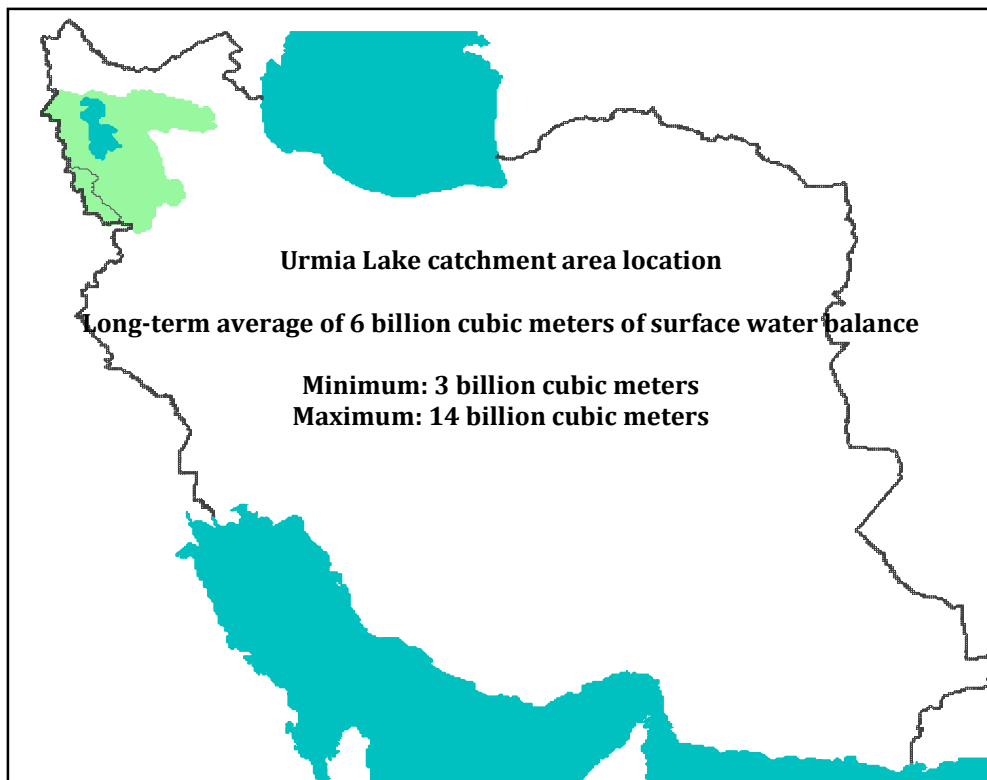 Urmia Lake catchment area location
Long-term average of 6 billion cubic meters of surface water balance
Minimum: 3 billion cubic meters
Maximum: 14 billion cubic meters